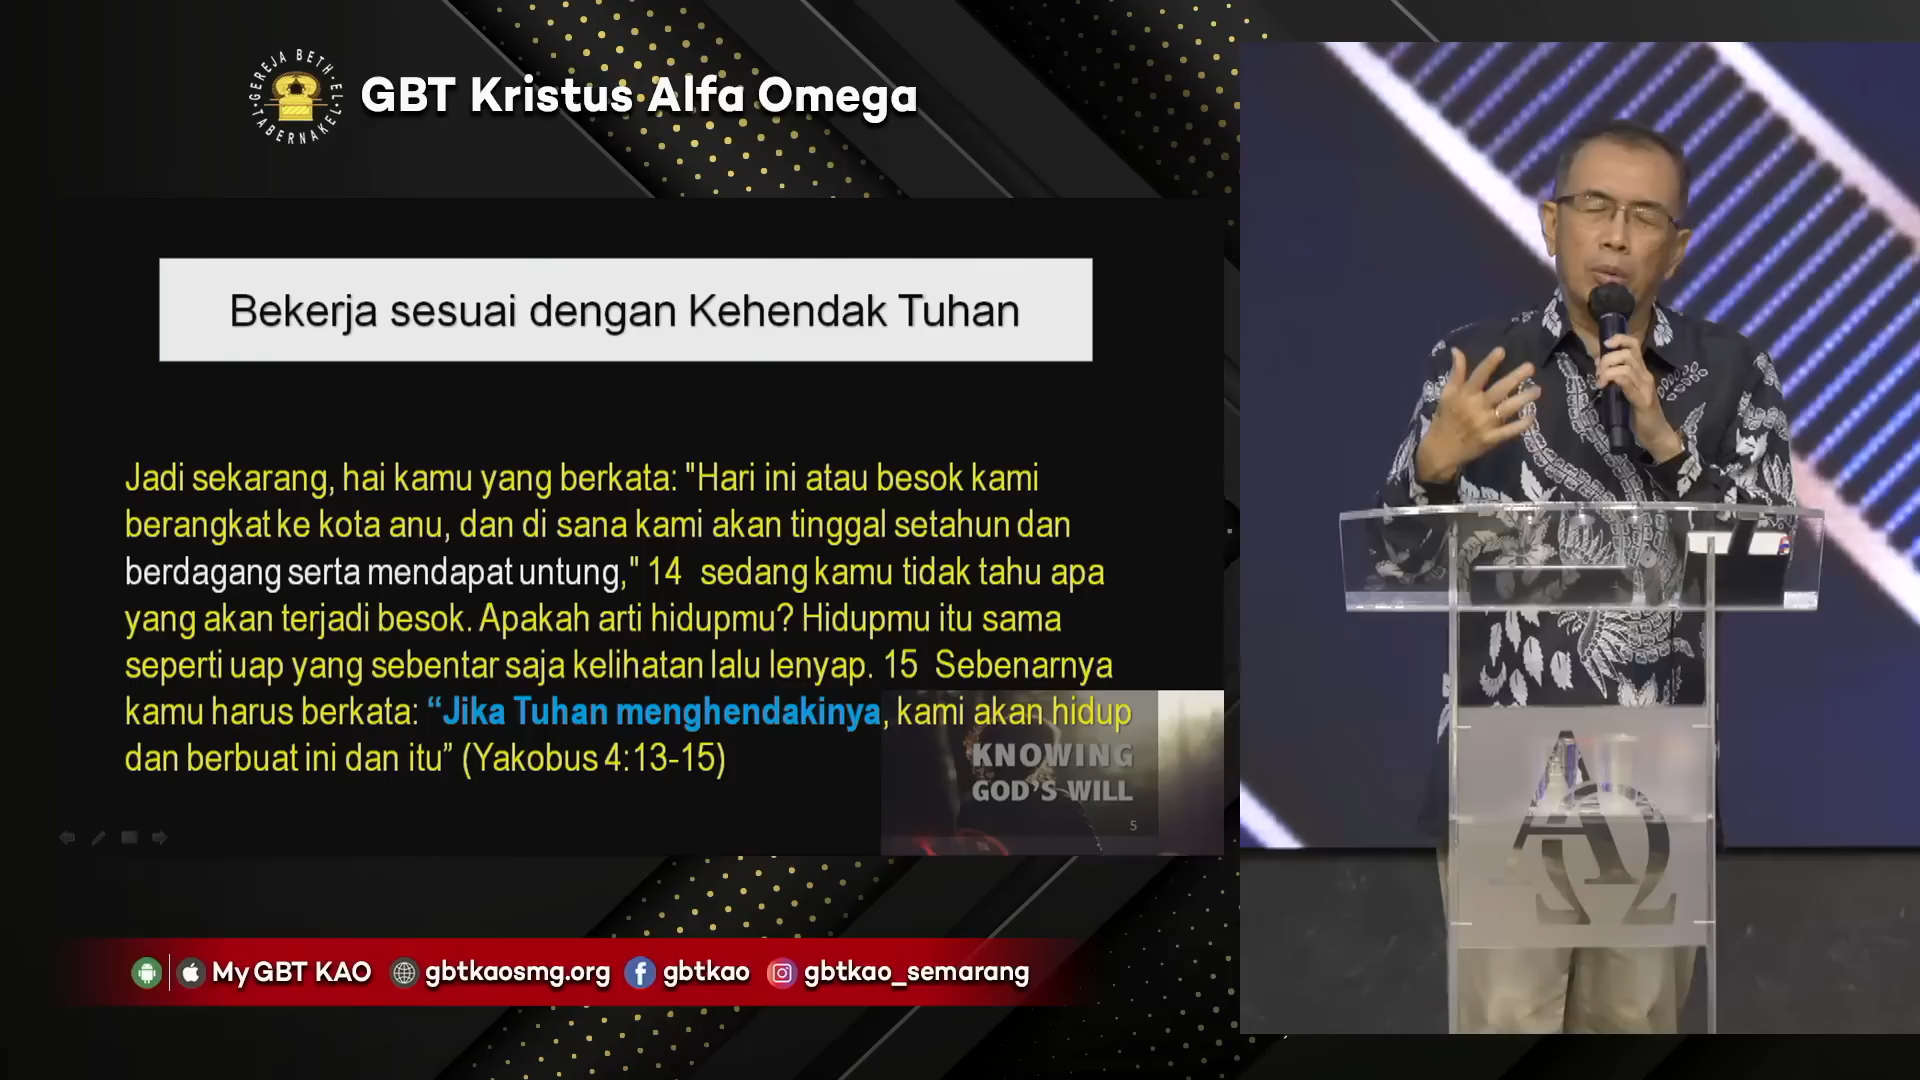 GEREJA BETH-EL TABERNAKEL
GBT Kristus Alfa Omega
Bekerja sesuai dengan Kehendak Tuhan
Jadi sekarang, hai kamu yang berkata: "Hari ini atau besok kami
berangkat ke kota anu, dan di sana kami akan tinggal setahun dan
berdagang serta mendapat untung," 14 sedang kamu tidak tahu apa
yang akan terjadi besok. Apakah arti hidupmu? Hidupmu itu sama
seperti uap yang sebentar saja kelihatan lalu lenyap. 15 Sebenarnya
kamu harus berkata: “Jika Tuhan menghendakinya, kami akan hidup
dan berbuat ini dan itu” (Yakobus 4:13-15)
KNOWING
GOD'S WILL
5
My GBT KAO gbtkaosmg.org gbtkao gbtkao_semarang
ΑΩ